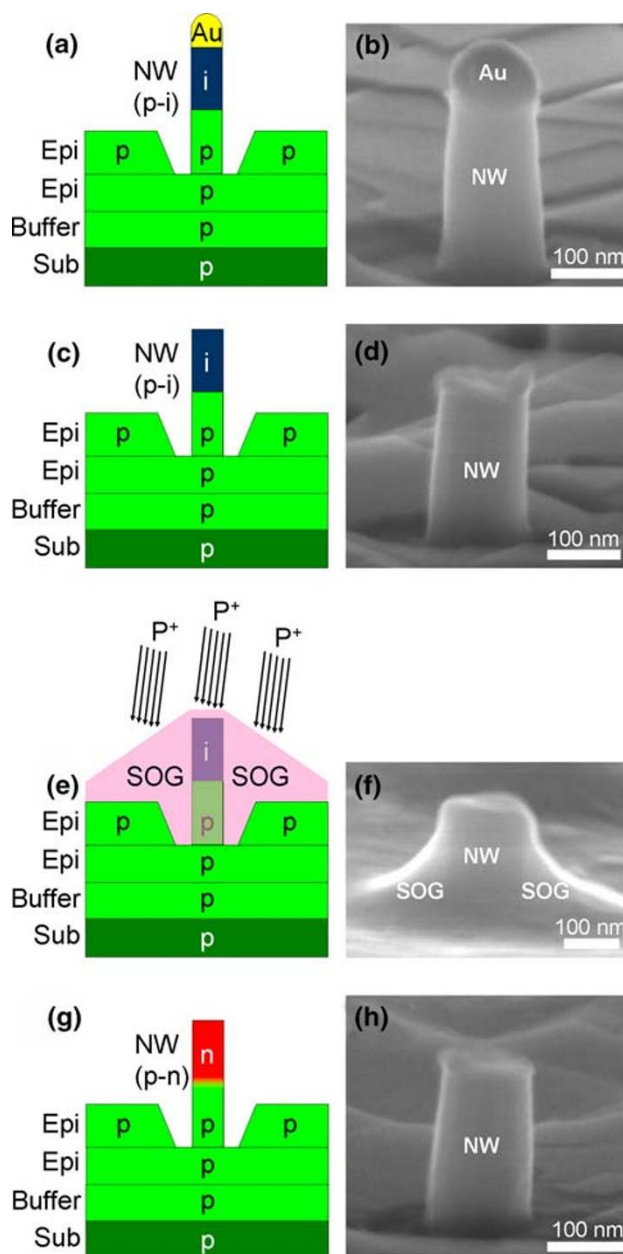 (a)
Au
NW
(p-i)
i
Epi p p p
Epi p
Buffer p
Sub p
(b)
Au
NW
100 nm
(c)
NW
(p-i)
i
Epi p p p
Epi p
Buffer p
Sub p
(d)
NW
100 nm
P+ P+ P+
i
SOG SOG
(e)
Epi p p p
Epi p
Buffer p
Sub p
(f)
NW
SOG SOG
100 nm
(g)
NW
(p-n)
n
Epi p p p
Epi p
Buffer p
Sub p
(h)
NW
100 nm